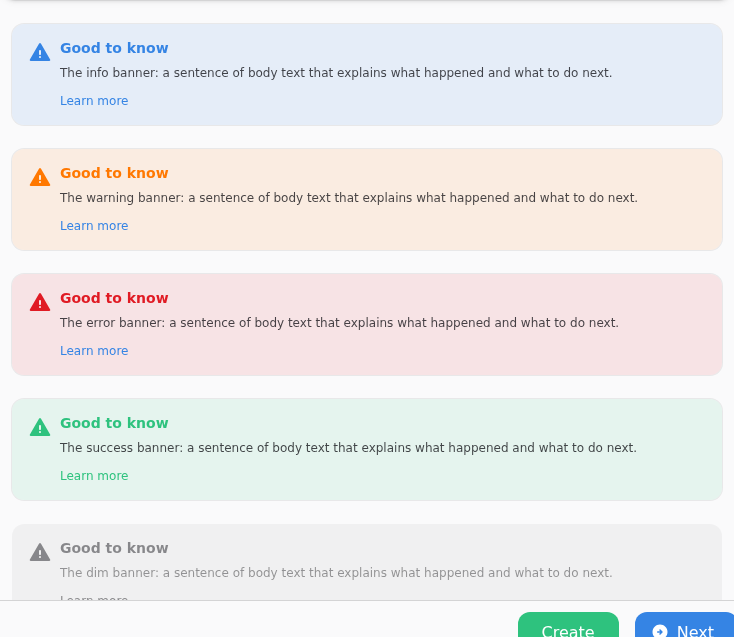 Good to know
The info banner: a sentence of body text that explains what happened and what to do next.
Learn more
Good to know
The warning banner: a sentence of body text that explains what happened and what to do next.
Learn more
Good to know
The error banner: a sentence of body text that explains what happened and what to do next.
Learn more
Good to know
The success banner: a sentence of body text that explains what happened and what to do next.
Learn more
Good to know
The dim banner: a sentence of body text that explains what happened and what to do next.
Learn more
Create
Next